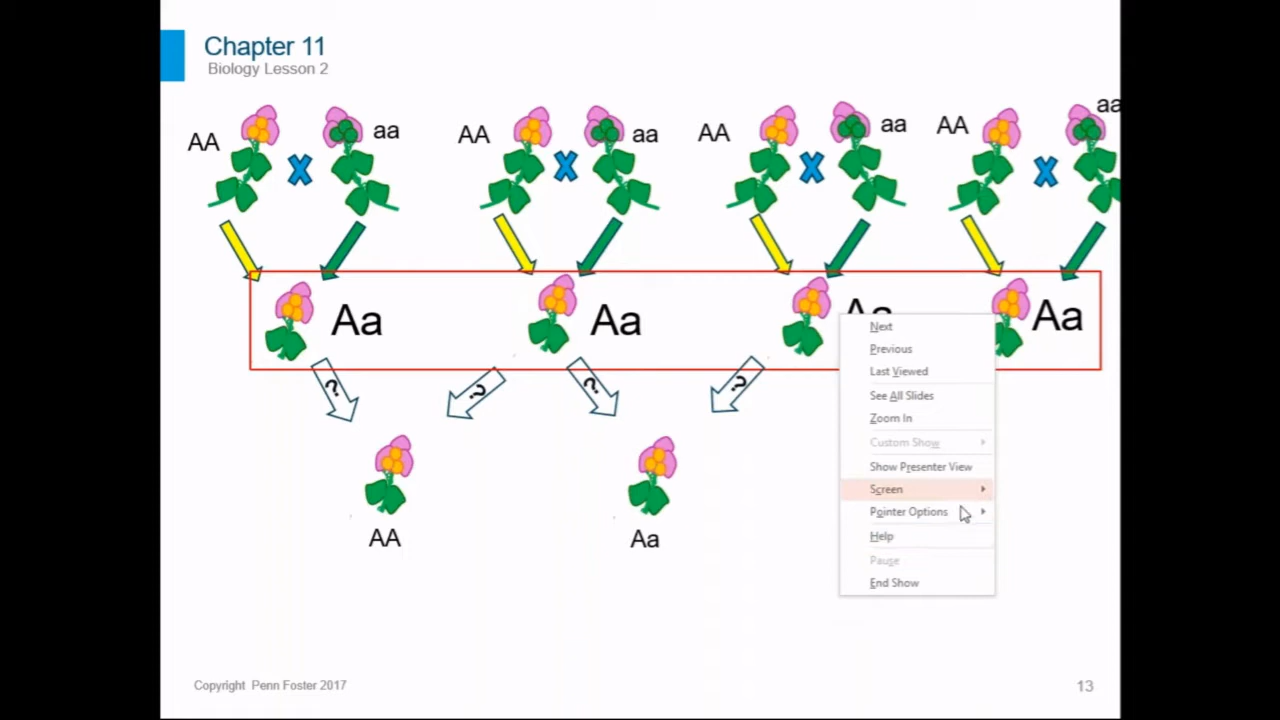 Chapter 11
Biology Lesson 2
AA aa AA aa AA aa AA aa
Aa Aa Aa Aa
? ? ? ?
AA Aa
Next
Previous
Last Viewed
See All Slides
Zoom In
Custom Show
Show Presenter View
Screen
Pointer Options
Help
Pause
End Show
Copyright Penn Foster 2017
13